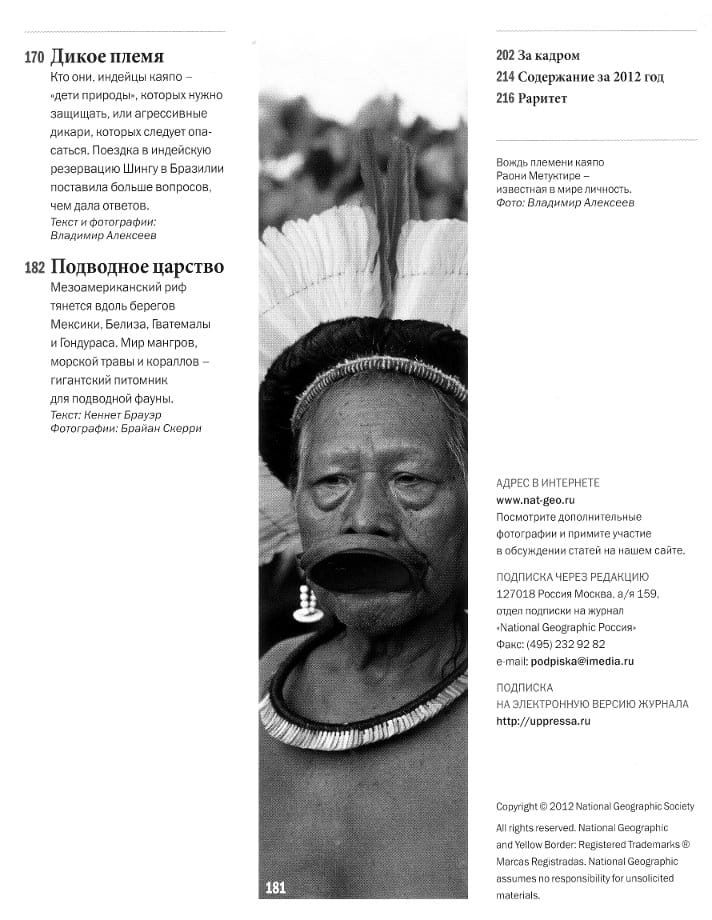 170 Дикое племя
Кто они, индейцы каяпо –
«дети природы», которых нужно
защищать, или агрессивные
дикари, которых следует опа-
саться. Поездка в индейскую
резервацию Шингу в Бразилии
поставила больше вопросов,
чем дала ответов.
Текст и фотографии:
Владимир Алексеев
182 Подводное царство
Мезоамериканский риф
тянется вдоль берегов
Мексики, Белиза, Гватемалы
и Гондураса. Мир мангров,
морской травы и кораллов –
гигантский питомник
для подводной фауны.
Текст: Кеннет Брауэр
Фотографии: Брайан Скерри
181
202 За кадром
214 Содержание за 2012 год
216 Раритет
Вождь племени каяпо
Раони Метуктире –
известная в мире личность.
Фото: Владимир Алексеев
АДРЕС В ИНТЕРНЕТЕ
www.nat-geo.ru
Посмотрите дополнительные
фотографии и примите участие
в обсуждении статей на нашем сайте.
ПОДПИСКА ЧЕРЕЗ РЕДАКЦИЮ
127018 Россия Москва, а/я 159,
отдел подписки на журнал
«National Geographic Россия»
Факс: (495) 232 92 82
e-mail: podpiska@imedia.ru
ПОДПИСКА
НА ЭЛЕКТРОННУЮ ВЕРСИЮ ЖУРНАЛА
http://uppressa.ru
Copyright © 2012 National Geographic Society
All rights reserved. National Geographic
and Yellow Border: Registered Trademarks ®
Marcas Registradas. National Geographic
assumes no responsibility for unsolicited
materials.